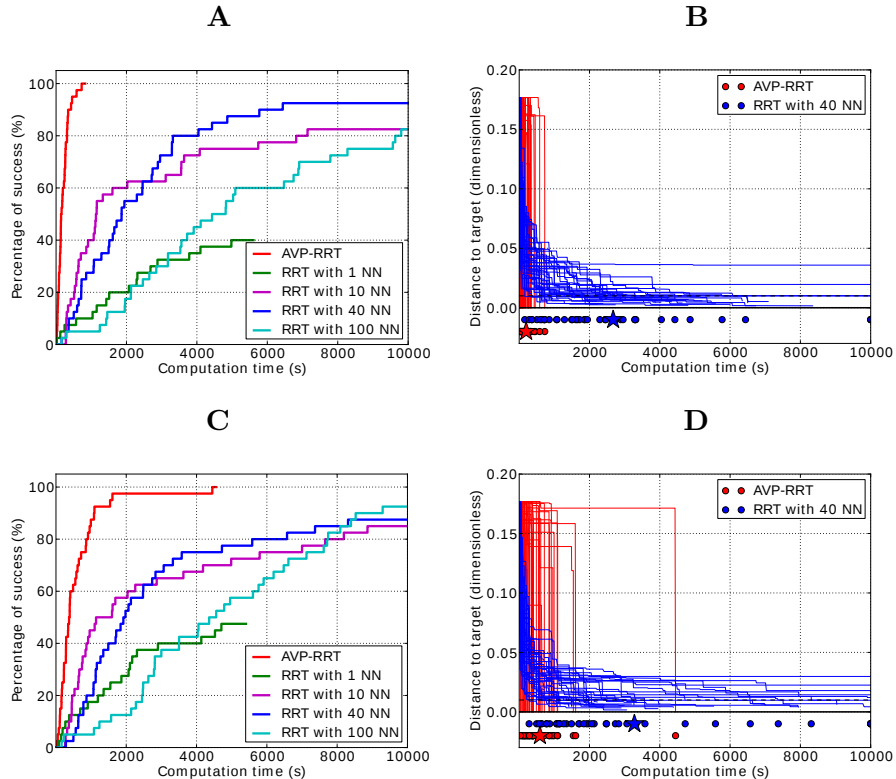 A
B
Percentage of success (%)
100
80
60
40
20
0
2000
4000
6000
8000
10000
Computation time (s)
AVP-RRT
RRT with 1 NN
RRT with 10 NN
RRT with 40 NN
RRT with 100 NN
Distance to target (dimensionless)
0.20
0.15
0.10
0.05
0.00
2000
4000
6000
8000
10000
Computation time (s)
AVP-RRT
RRT with 40 NN
C
D
Percentage of success (%)
100
80
60
40
20
0
2000
4000
6000
8000
10000
Computation time (s)
AVP-RRT
RRT with 1 NN
RRT with 10 NN
RRT with 40 NN
RRT with 100 NN
Distance to target (dimensionless)
0.20
0.15
0.10
0.05
0.00
2000
4000
6000
8000
10000
Computation time (s)
AVP-RRT
RRT with 40 NN